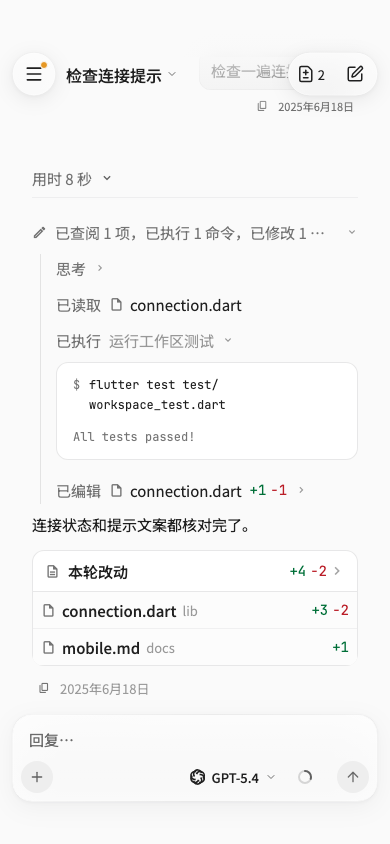 检查连接提示
检查一遍连
2
2025年6月18日
用时 8 秒
已查阅 1 项，已执行 1 命令，已修改 1 …
思考
已读取 connection.dart
已执行 运行工作区测试
$ flutter test test/
workspace_test.dart
All tests passed!
已编辑 connection.dart +1 -1
连接状态和提示文案都核对完了。
本轮改动 +4 -2
connection.dart lib +3 -2
mobile.md docs +1
2025年6月18日
回复…
GPT-5.4